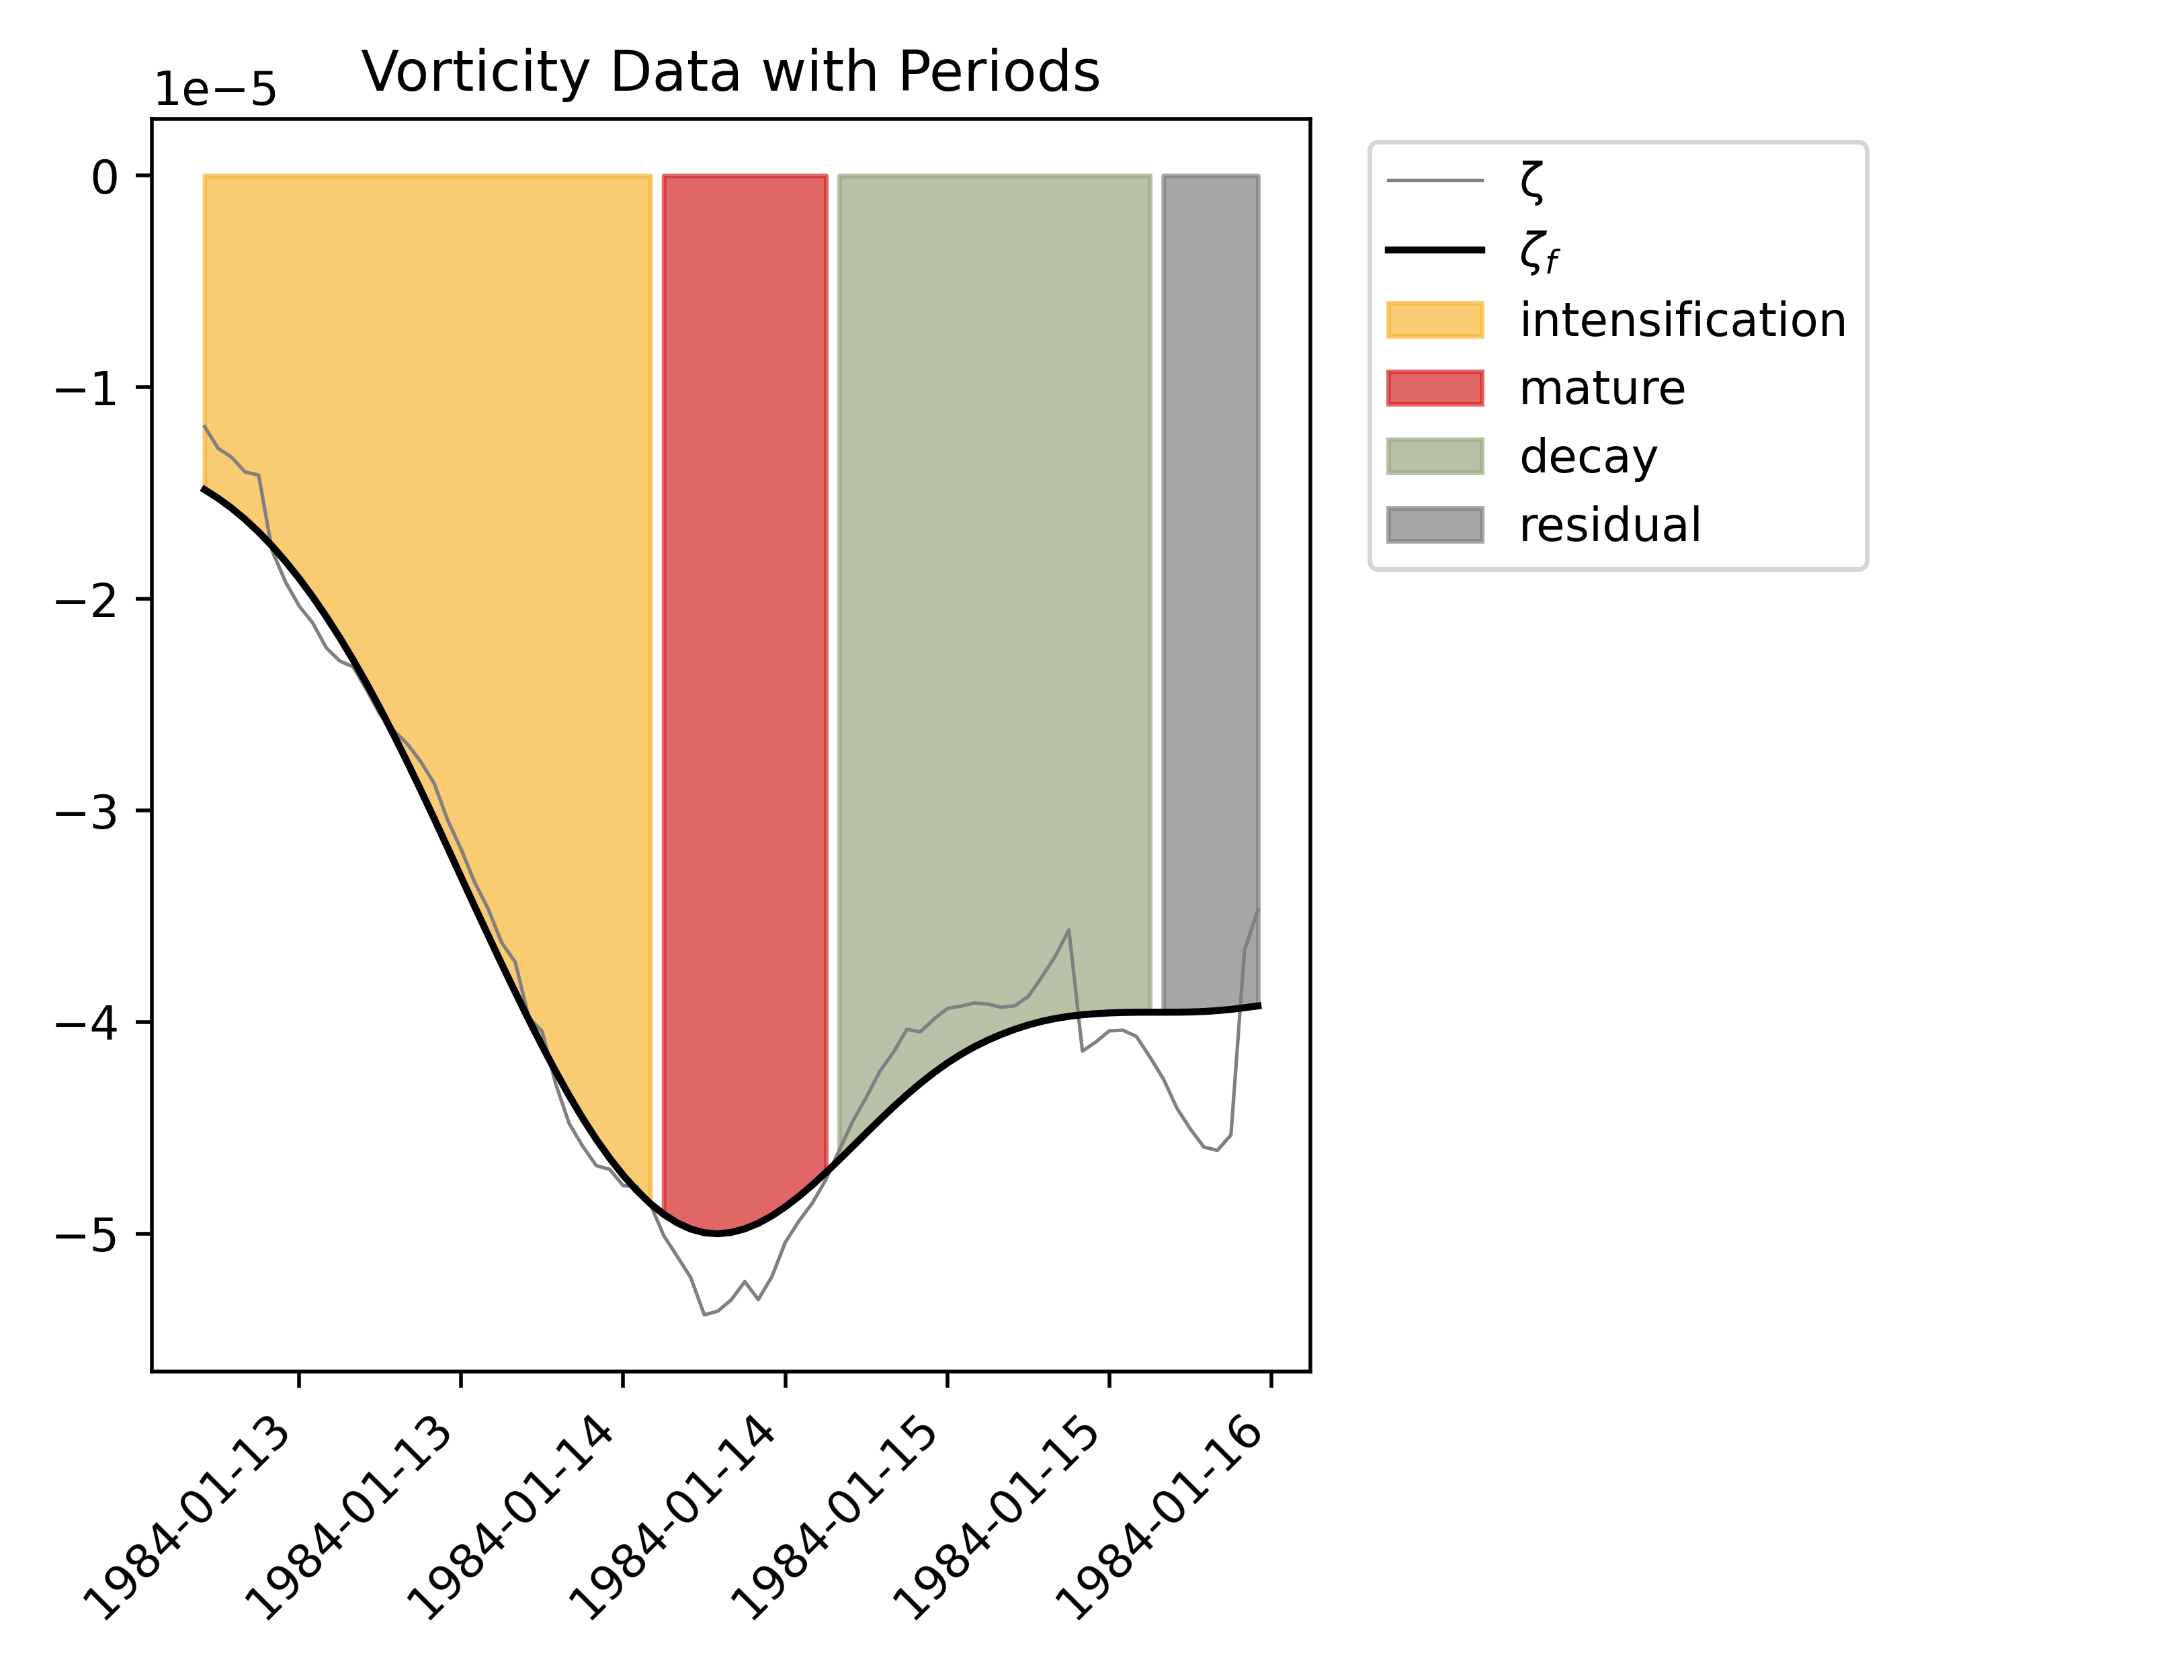 Vorticity Data with Periods
1e−5
0
−1
−2
−3
−4
−5
1984-01-13
1984-01-13
1984-01-14
1984-01-14
1984-01-15
1984-01-15
1984-01-16
ζ
ζf
intensification
mature
decay
residual